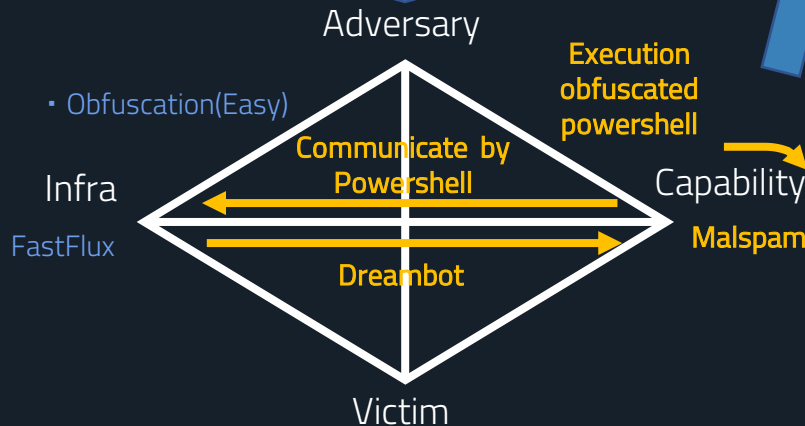 Adversary
Execution
obfuscated
powershell
・Obfuscation(Easy)
Communicate by
Powershell
Infra
Capability
FastFlux
Malspam
Dreambot
Victim